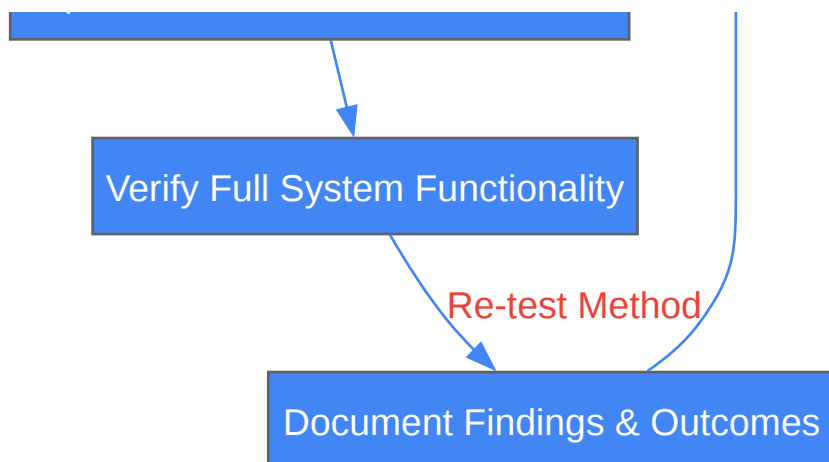 Verify Full System Functionality
Re-test Method
Document Findings & Outcomes